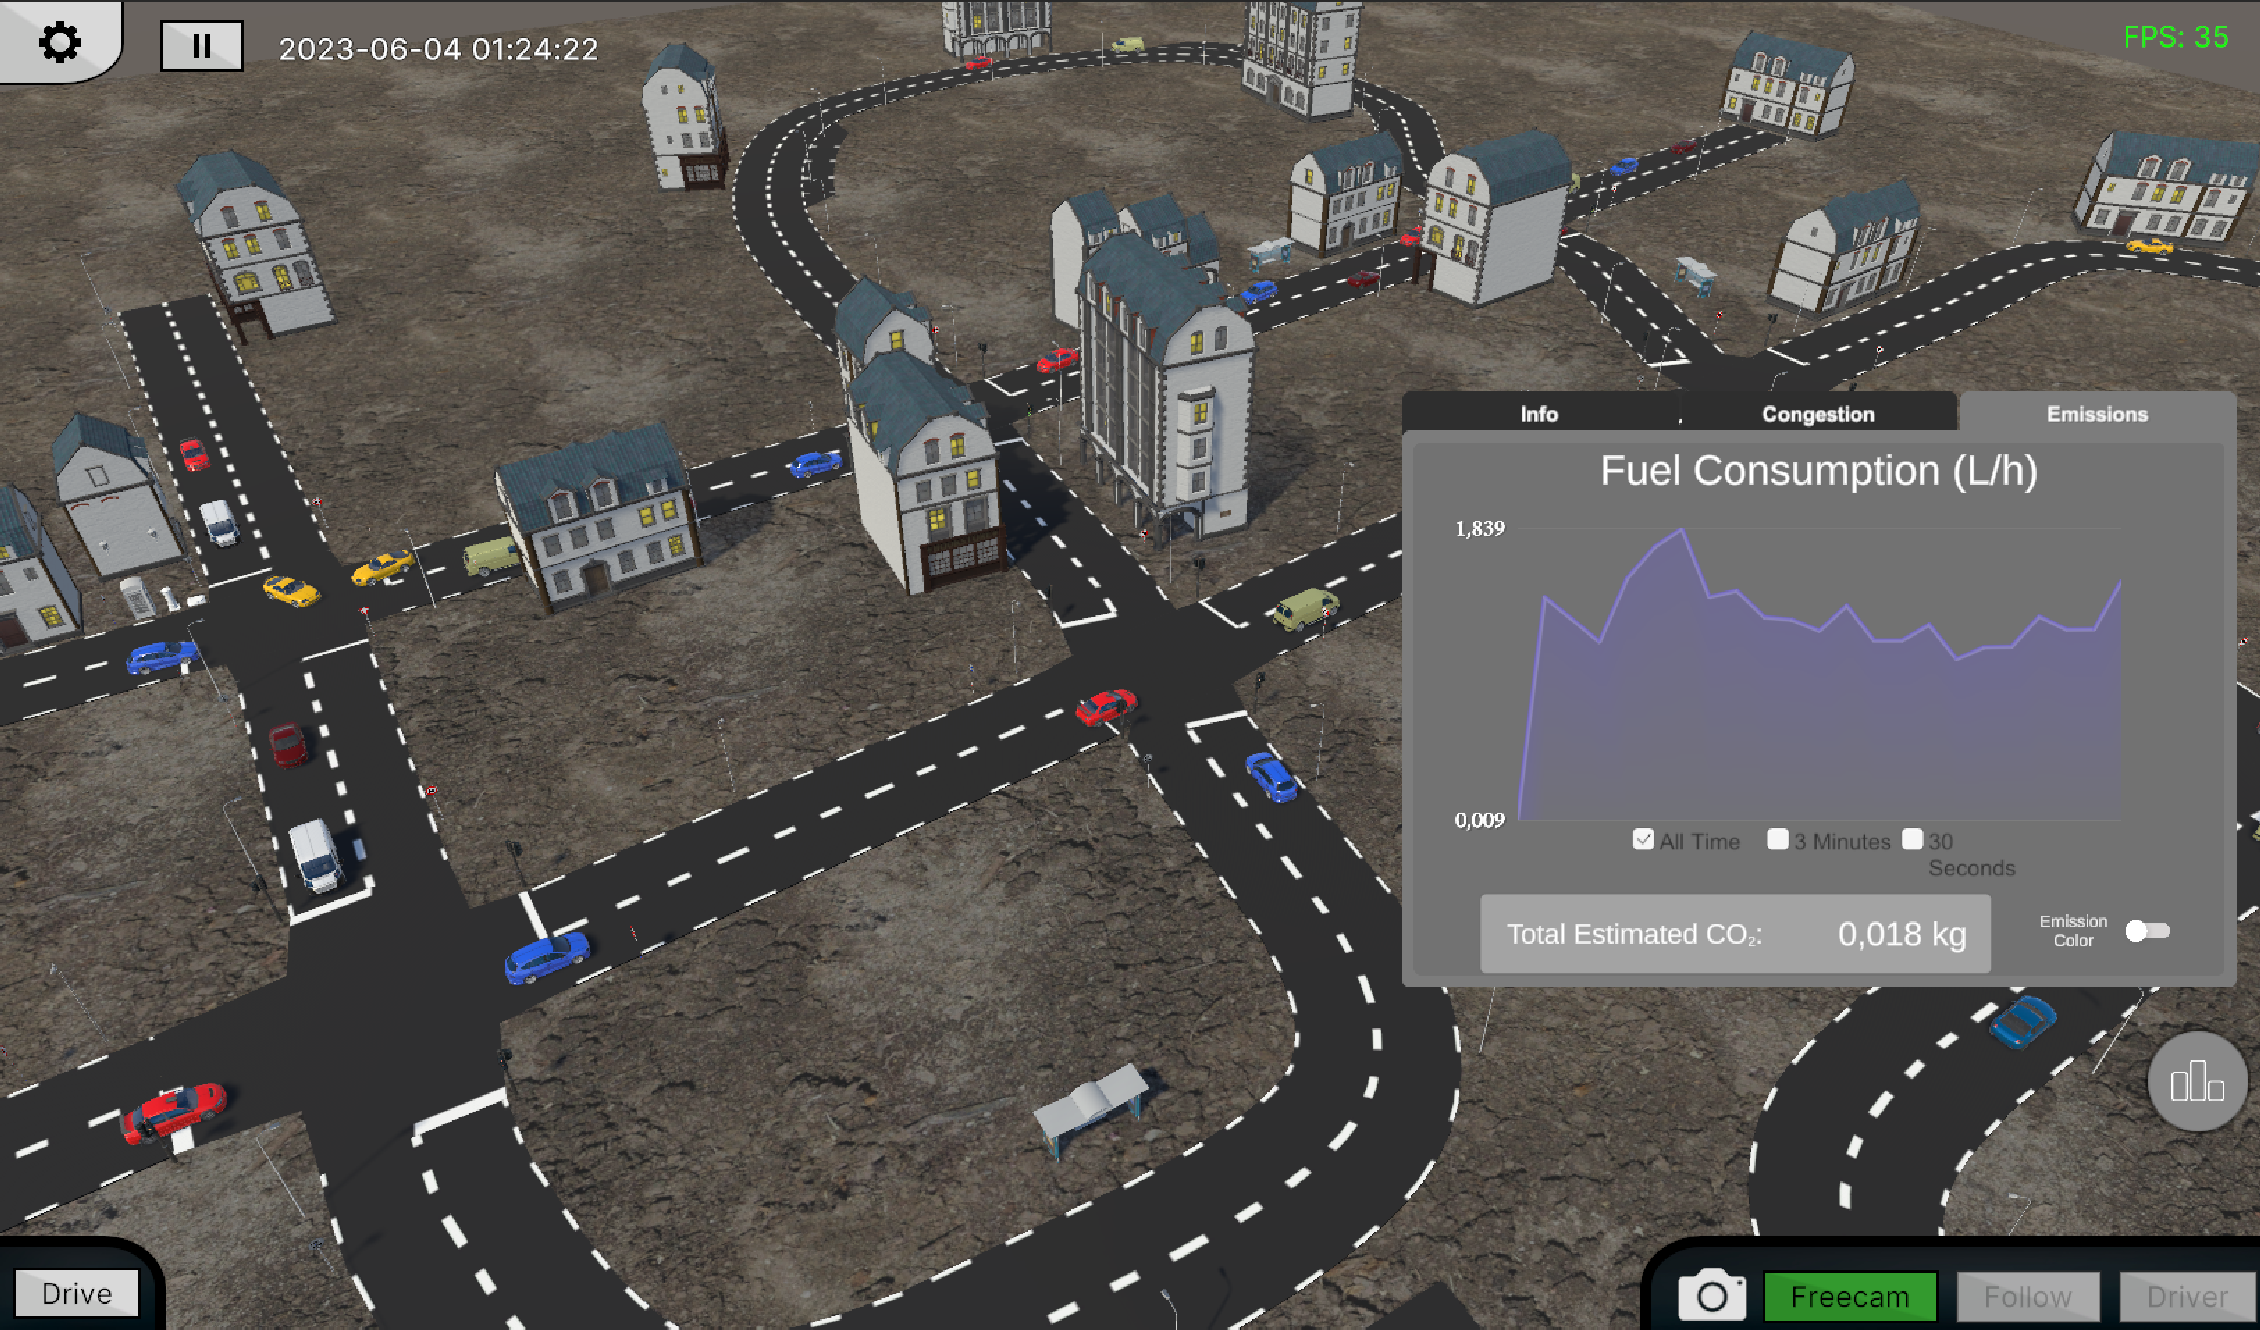 2023-06-04 01:24:22
FPS: 35
Info
Congestion
Emissions
Fuel Consumption (L/h)
1,839
0,009
All Time
3 Minutes
30
Seconds
Total Estimated CO₂:
0,018 kg
Emission
Color
Drive
Freecam
Follow
Driver